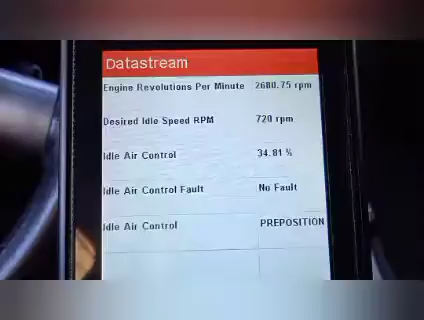 Datastream
Engine Revolutions Per Minute 2680.75 rpm
Desired Idle Speed RPM 720 rpm
Idle Air Control 34.81 %
Idle Air Control Fault No Fault
Idle Air Control PREPOSITION